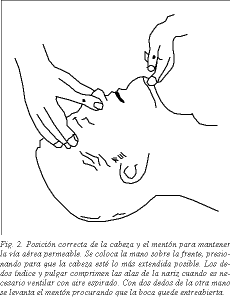 Fig. 2. Posición correcta de la cabeza y el mentón para mantener
la vía aérea permeable. Se coloca la mano sobre la frente, presio-
nando para que la cabeza esté lo más extendida posible. Los de-
dos índice y pulgar comprimen las alas de la nariz cuando es ne-
cesario ventilar con aire espirado. Con dos dedos de la otra mano
se levanta el mentón procurando que la boca quede entreabierta.